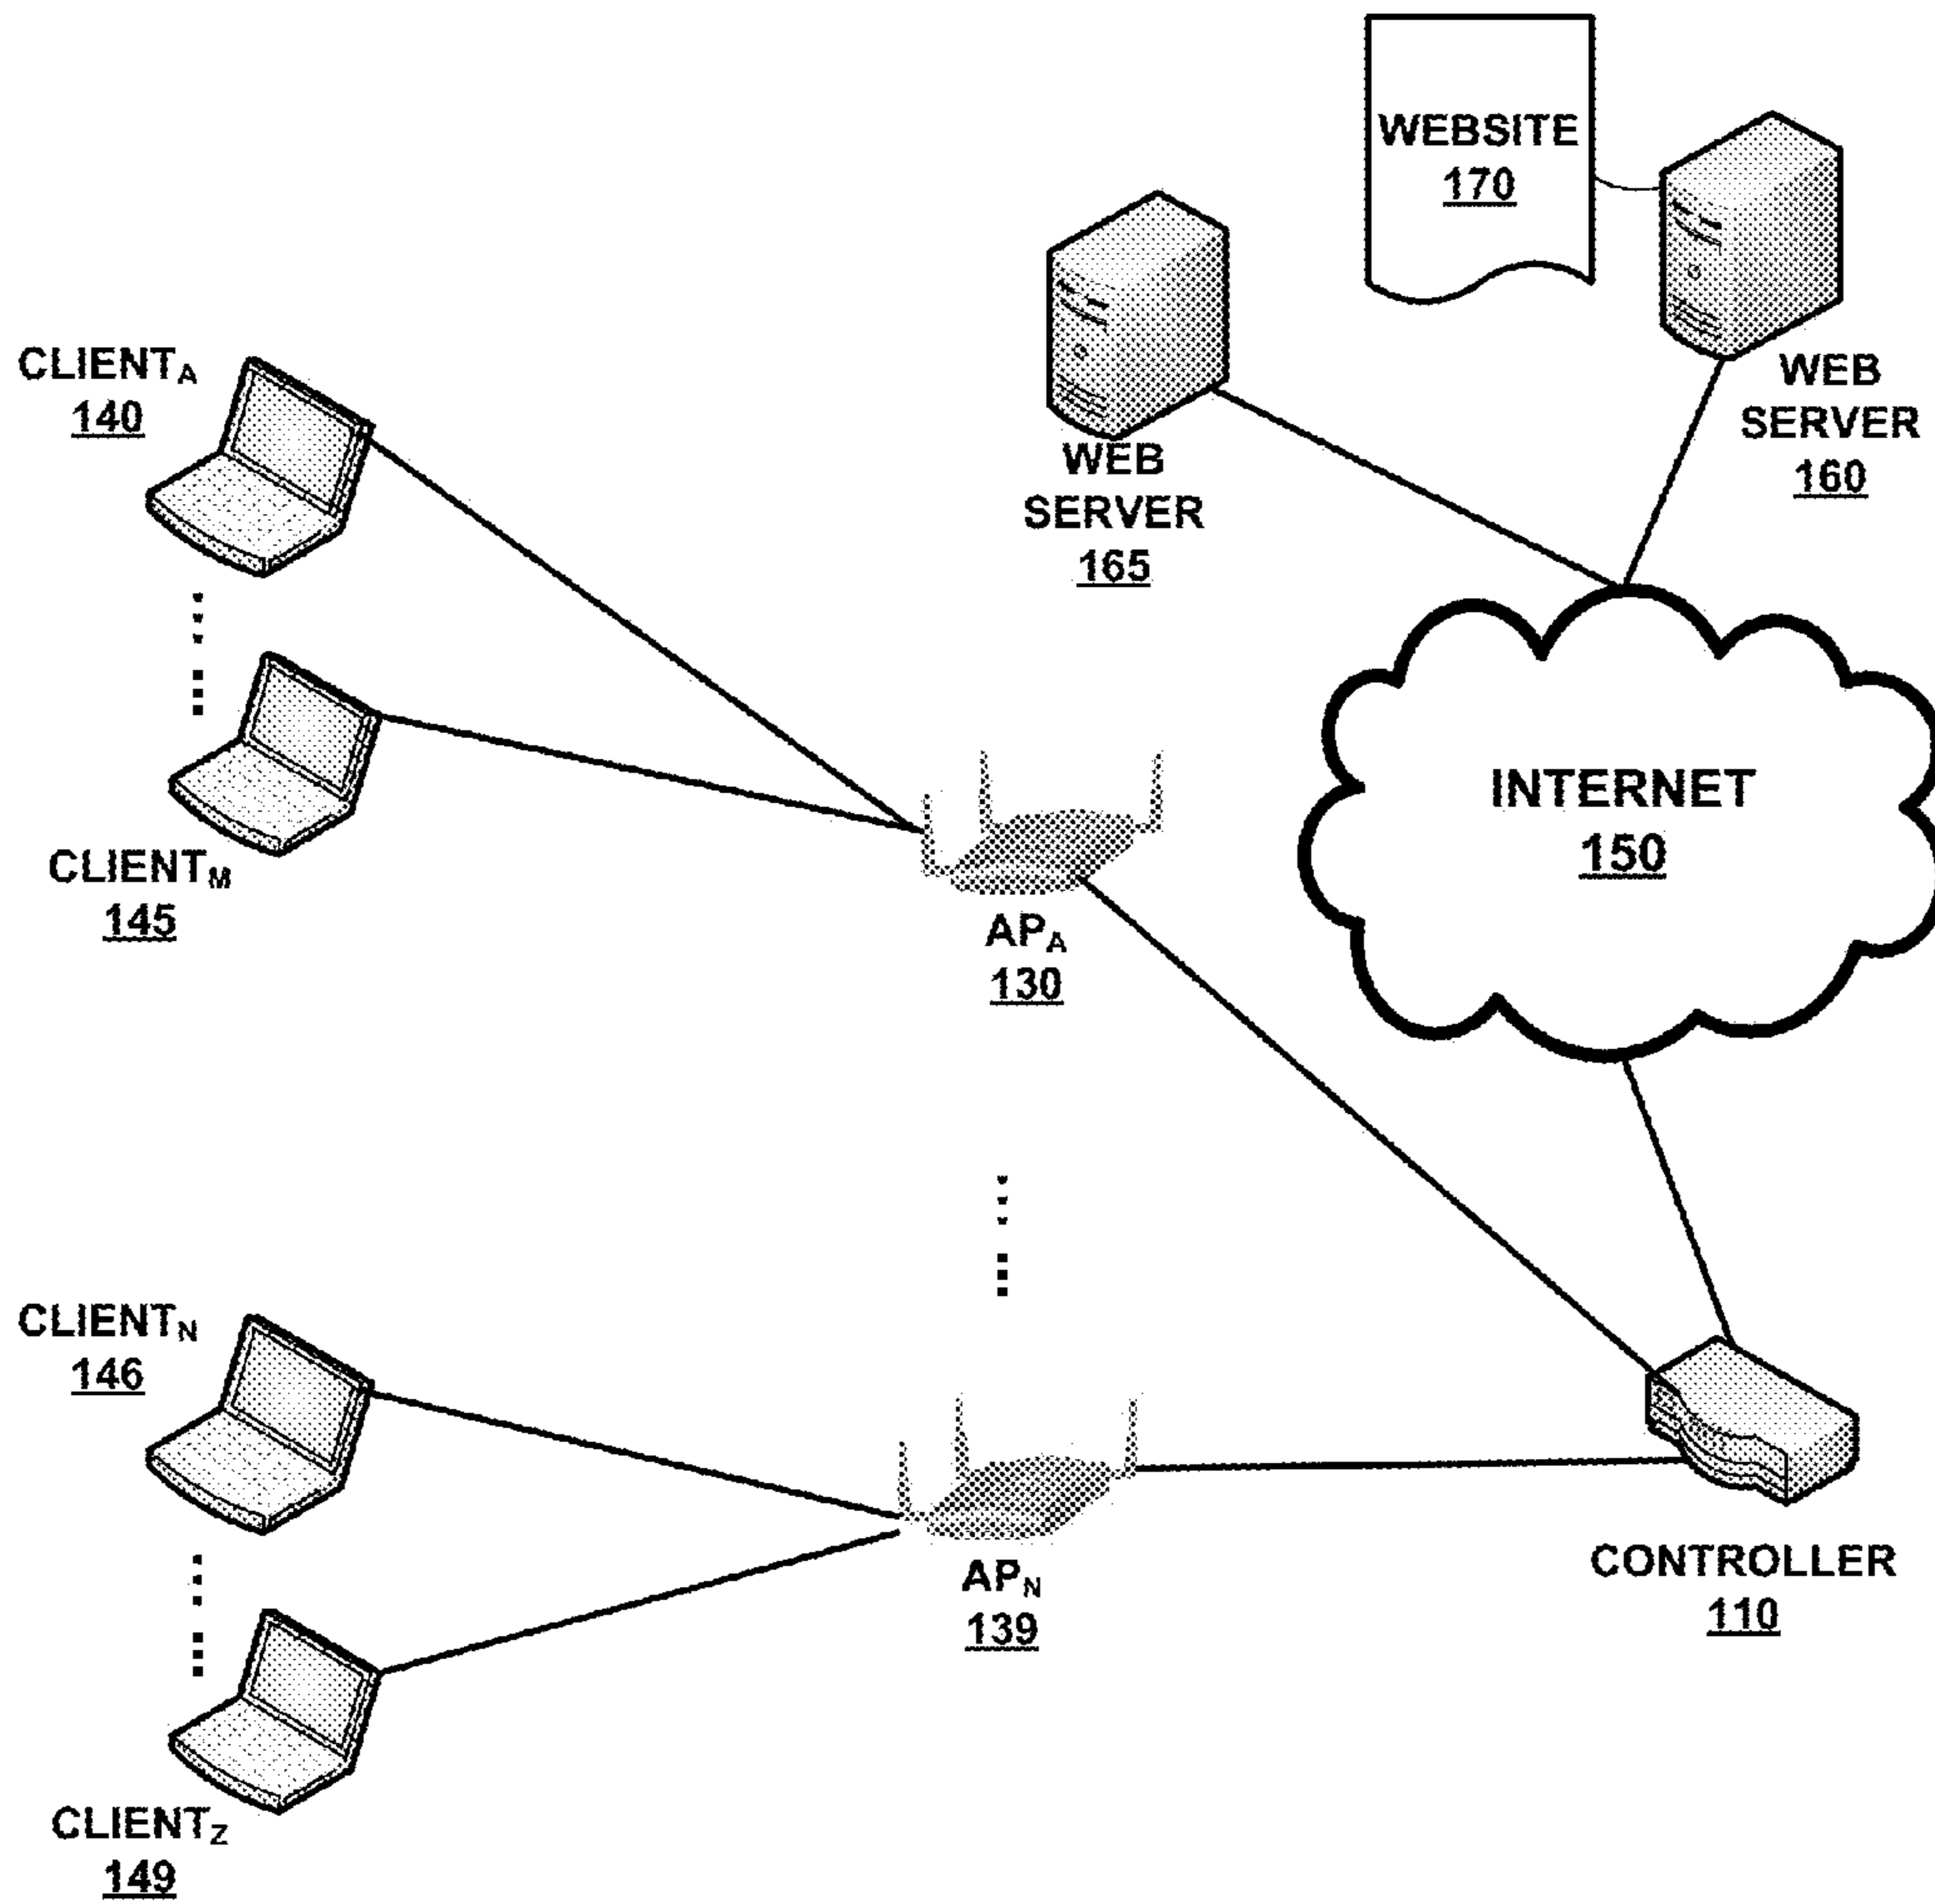 WEBSITE
170
WEB
SERVER
160
WEB
SERVER
165
CLIENTA
140
CLIENTM
145
INTERNET
150
APA
130
CLIENTN
146
APN
139
CONTROLLER
110
CLIENTZ
149